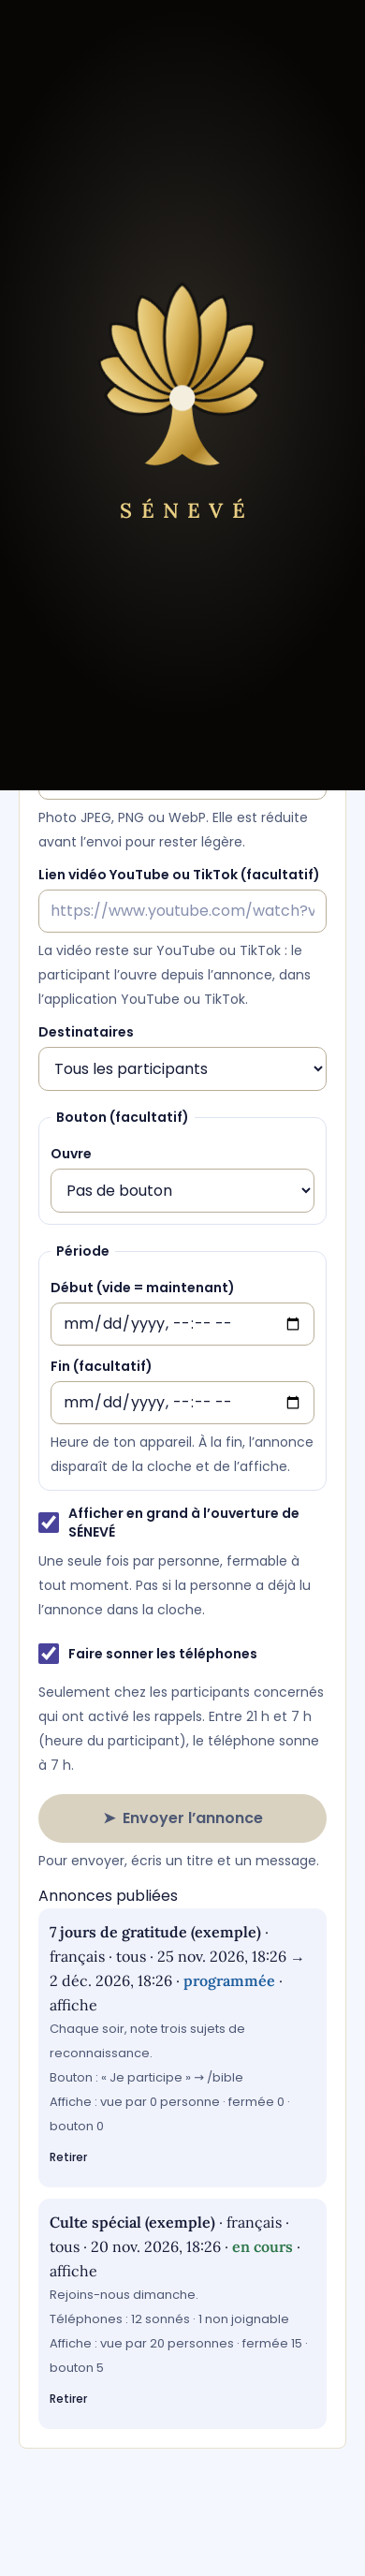 SÉNEVÉ
Photo JPEG, PNG ou WebP. Elle est réduite
avant l’envoi pour rester légère.
Lien vidéo YouTube ou TikTok (facultatif)
https://www.youtube.com/watch?v
La vidéo reste sur YouTube ou TikTok : le
participant l’ouvre depuis l’annonce, dans
l’application YouTube ou TikTok.
Destinataires
Tous les participants
Bouton (facultatif)
Ouvre
Pas de bouton
Période
Début (vide = maintenant)
mm/dd/yyyy, --:-- --
Fin (facultatif)
mm/dd/yyyy, --:-- --
Heure de ton appareil. À la fin, l’annonce
disparaît de la cloche et de l’affiche.
Afficher en grand à l’ouverture de
SÉNEVÉ
Une seule fois par personne, fermable à
tout moment. Pas si la personne a déjà lu
l’annonce dans la cloche.
Faire sonner les téléphones
Seulement chez les participants concernés
qui ont activé les rappels. Entre 21 h et 7 h
(heure du participant), le téléphone sonne
à 7 h.
➤ Envoyer l’annonce
Pour envoyer, écris un titre et un message.
Annonces publiées
7 jours de gratitude (exemple) ·
français · tous · 25 nov. 2026, 18:26 →
2 déc. 2026, 18:26 · programmée ·
affiche
Chaque soir, note trois sujets de
reconnaissance.
Bouton : « Je participe » → /bible
Affiche : vue par 0 personne · fermée 0 ·
bouton 0
Retirer
Culte spécial (exemple) · français ·
tous · 20 nov. 2026, 18:26 · en cours ·
affiche
Rejoins-nous dimanche.
Téléphones : 12 sonnés · 1 non joignable
Affiche : vue par 20 personnes · fermée 15 ·
bouton 5
Retirer